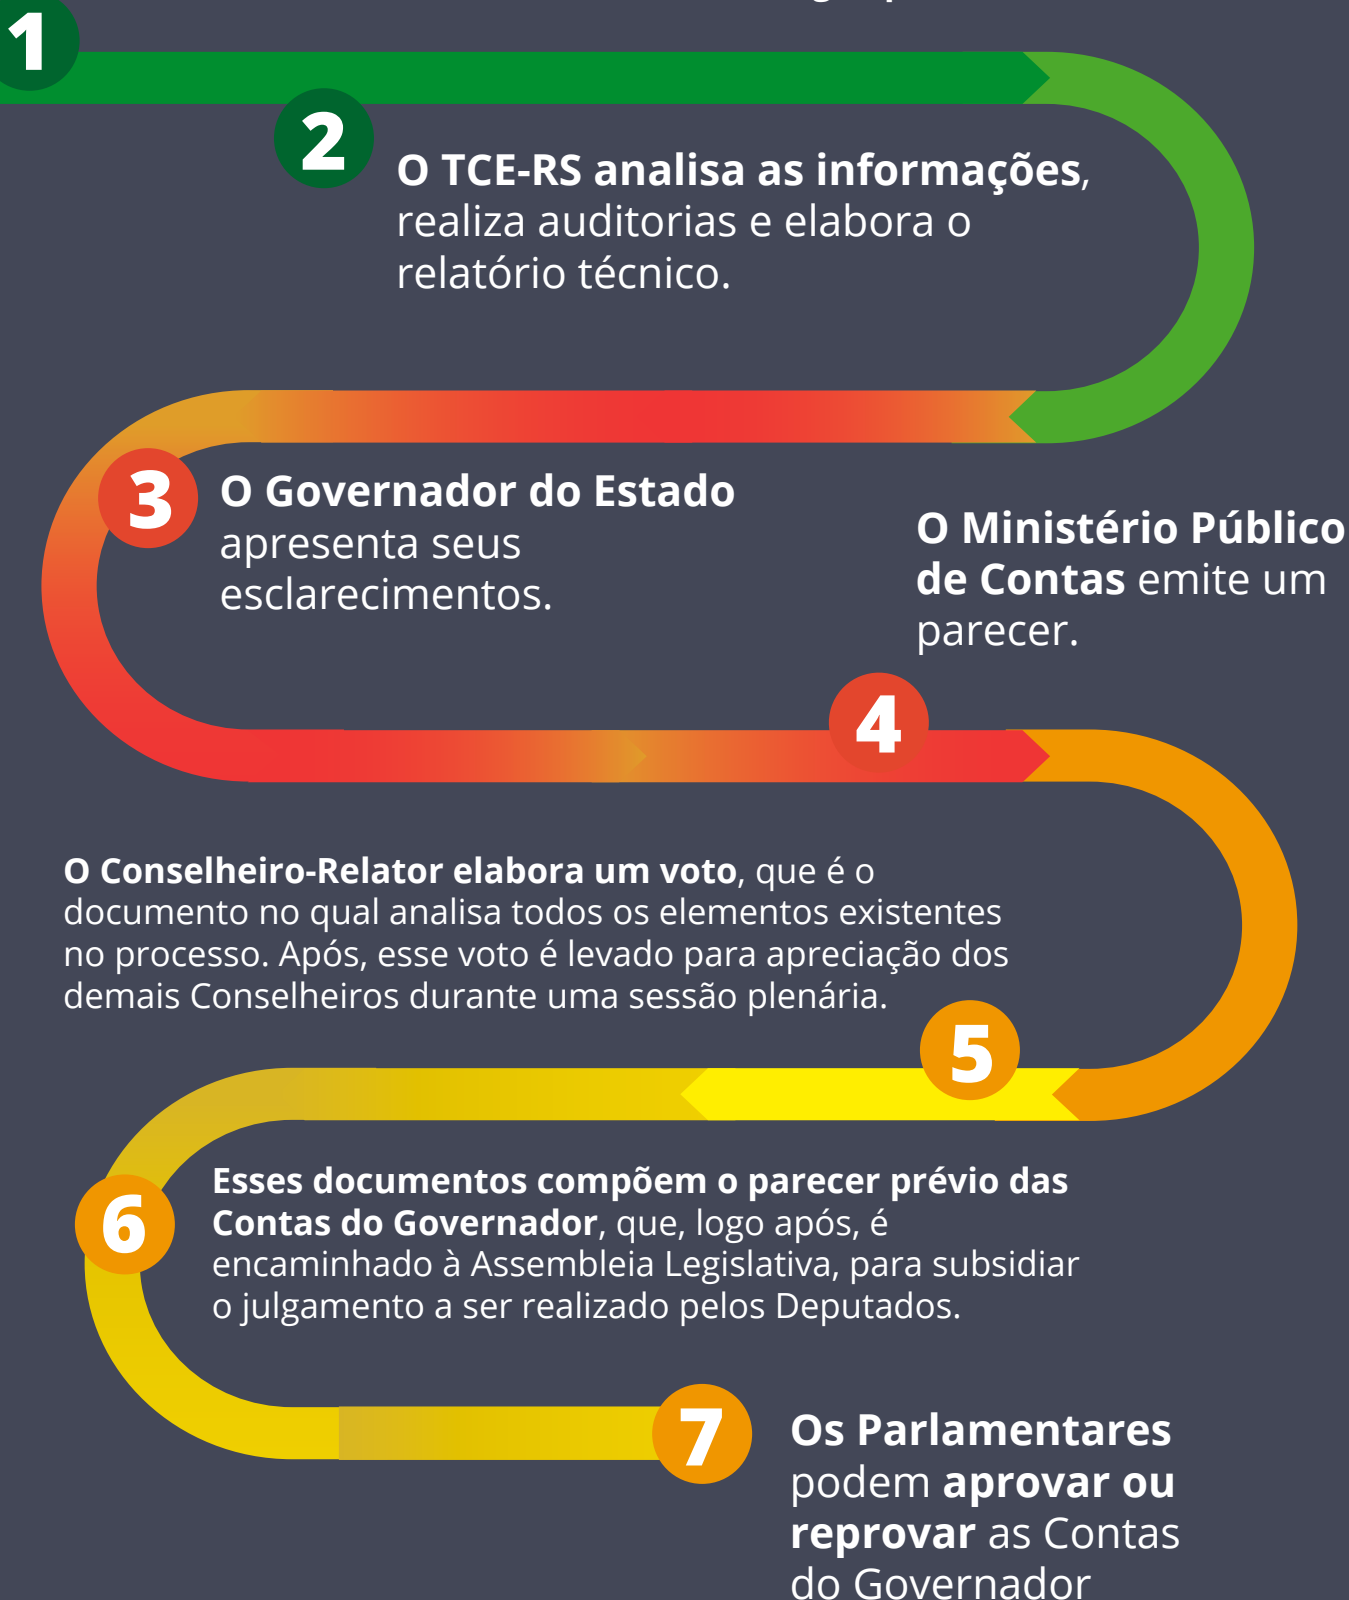 1
2
O TCE-RS analisa as informações,
realiza auditorias e elabora o
relatório técnico.
3
O Governador do Estado
apresenta seus
esclarecimentos.
O Ministério Público
de Contas emite um
parecer.
4
O Conselheiro-Relator elabora um voto, que é o
documento no qual analisa todos os elementos existentes
no processo. Após, esse voto é levado para apreciação dos
demais Conselheiros durante uma sessão plenária.
5
6
Esses documentos compõem o parecer prévio das
Contas do Governador, que, logo após, é
encaminhado à Assembleia Legislativa, para subsidiar
o julgamento a ser realizado pelos Deputados.
7
Os Parlamentares
podem aprovar ou
reprovar as Contas
do Governador